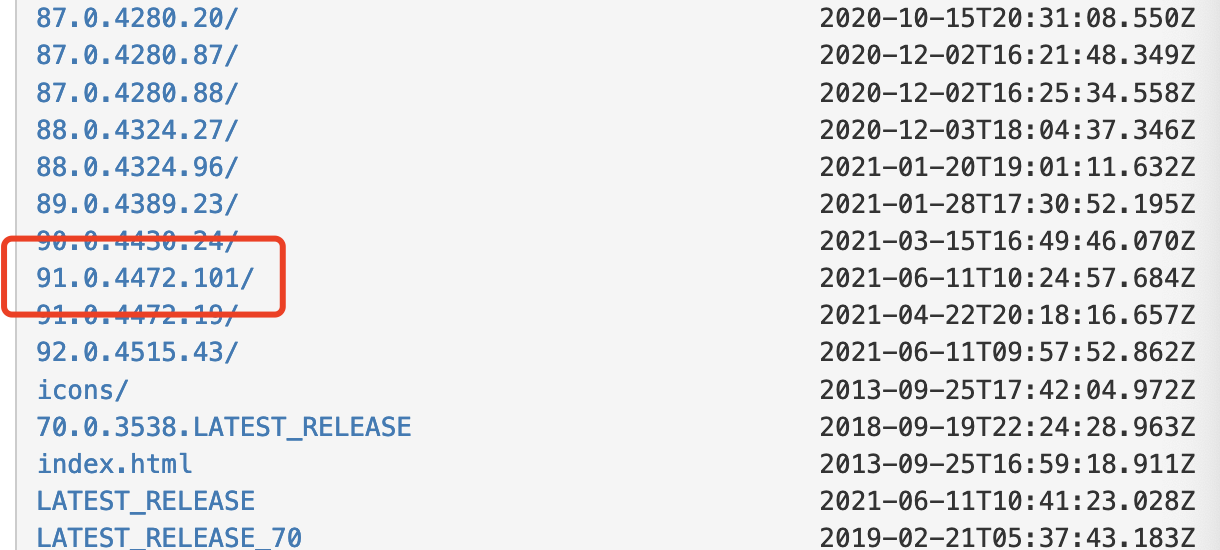 87.0.4280.20/ 2020-10-15T20:31:08.550Z
87.0.4280.87/ 2020-12-02T16:21:48.349Z
87.0.4280.88/ 2020-12-02T16:25:34.558Z
88.0.4324.27/ 2020-12-03T18:04:37.346Z
88.0.4324.96/ 2021-01-20T19:01:11.632Z
89.0.4389.23/ 2021-01-28T17:30:52.195Z
90.0.4430.24/ 2021-03-15T16:49:46.070Z
91.0.4472.101/ 2021-06-11T10:24:57.684Z
91.0.4472.19/ 2021-04-22T20:18:16.657Z
92.0.4515.43/ 2021-06-11T09:57:52.862Z
icons/ 2013-09-25T17:42:04.972Z
70.0.3538.LATEST_RELEASE 2018-09-19T22:24:28.963Z
index.html 2013-09-25T16:59:18.911Z
LATEST_RELEASE 2021-06-11T10:41:23.028Z
LATEST_RELEASE_70 2019-02-21T05:37:43.183Z